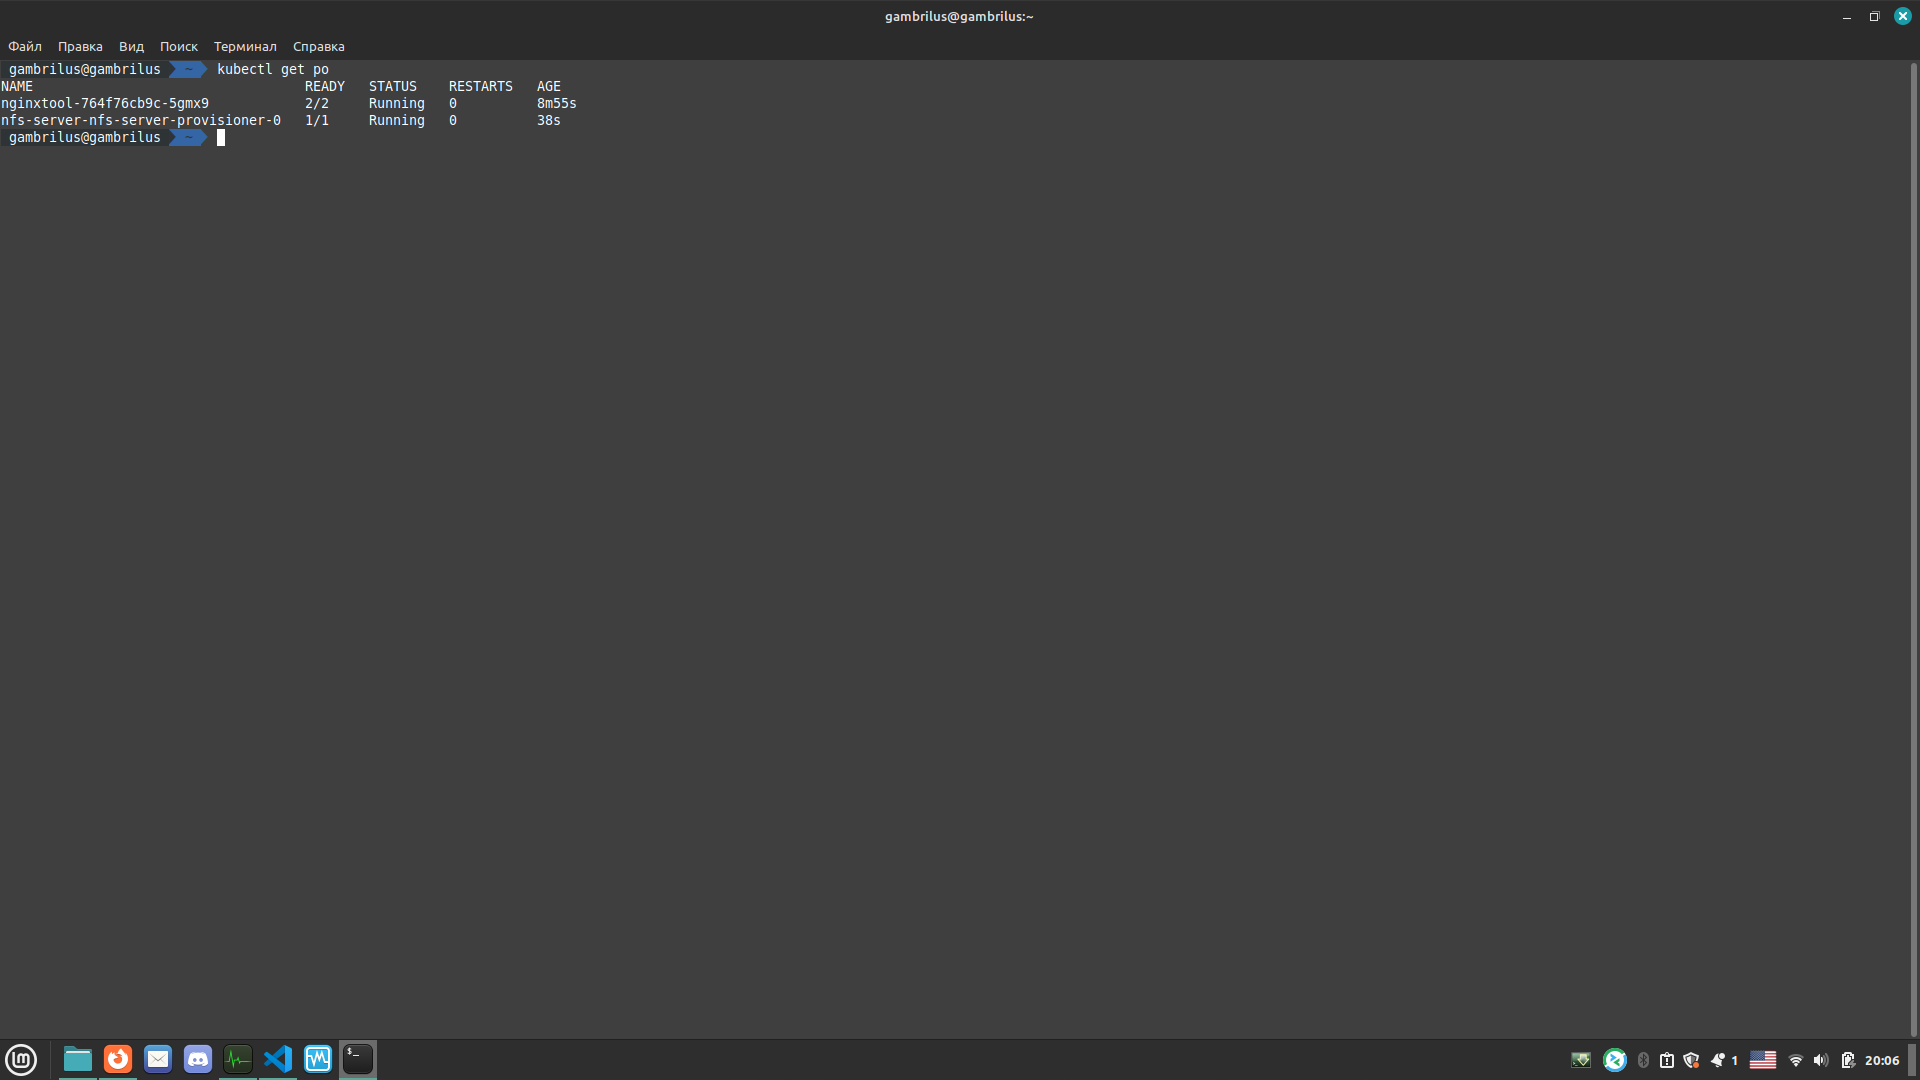 gambrilus@gambrilus:~
Файл Правка Вид Поиск Терминал Справка
gambrilus@gambrilus ~ kubectl get po
NAME READY STATUS RESTARTS AGE
nginxtool-764f76cb9c-5gmx9 2/2 Running 0 8m55s
nfs-server-nfs-server-provisioner-0 1/1 Running 0 38s
gambrilus@gambrilus ~
$_
1 20:06